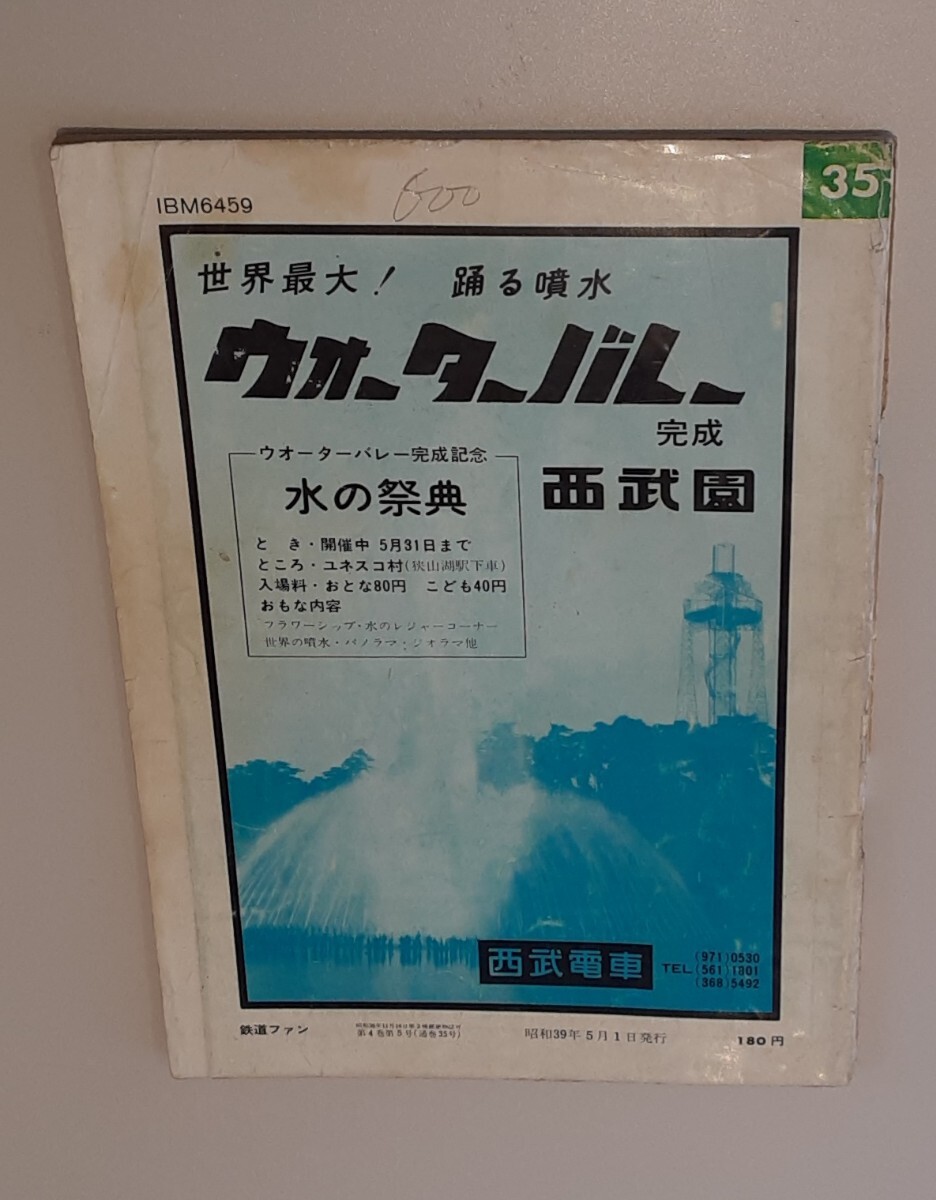 IBM6459
600
35
世界最大! 踊る噴水
ウオーターバレー
完成
西武園
ウオーターバレー完成記念
水の祭典
とき・開催中 5月31日まで
ところ・ユネスコ村(狭山湖駅下車)
入場料・おとな80円 こども40円
おもな内容
フラワーシップ・水のレジャーコーナー
世界の噴水・パノラマ・ジオラマ他
西武電車
TEL
(971)0530
(561)1301
(368)5492
鉄道ファン
第4巻第5号(通巻35号)
昭和39年5月1日発行
180円